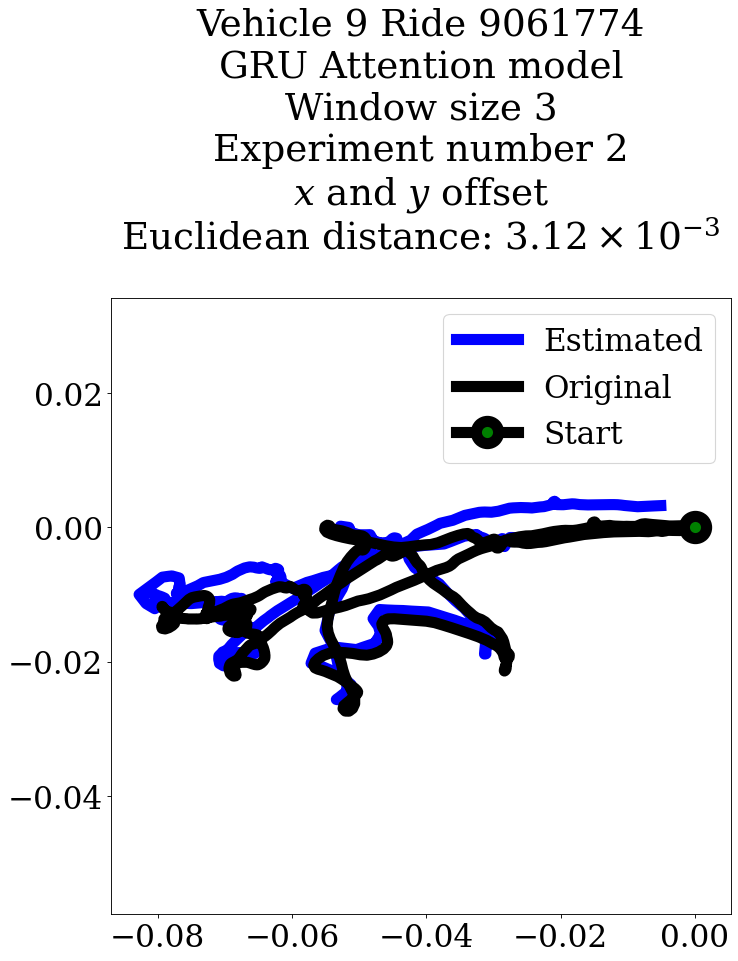 Vehicle 9 Ride 9061774
GRU Attention model
Window size 3
Experiment number 2
x and y offset
Euclidean distance: 3.12 × 10⁻³
Estimated
Original
Start
0.02
0.00
−0.02
−0.04
−0.08 −0.06 −0.04 −0.02 0.00